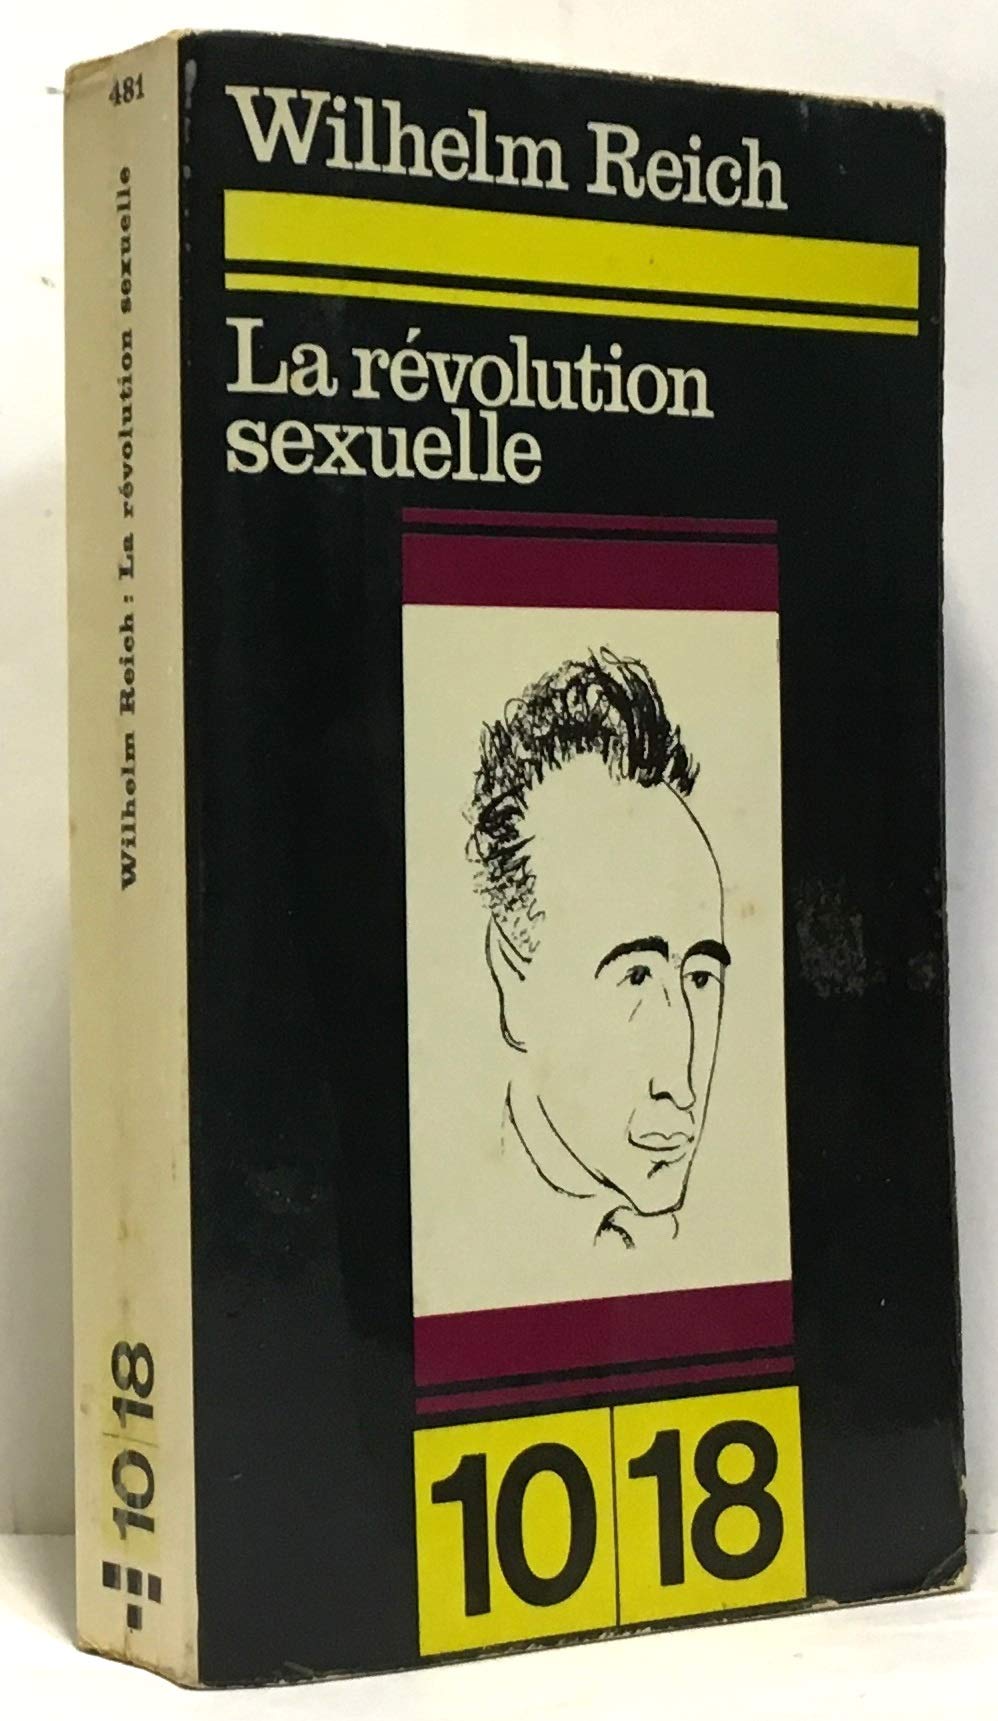 Wilhelm Reich
La révolution
sexuelle
10 18
481
Wilhelm Reich : La révolution sexuelle
10 18